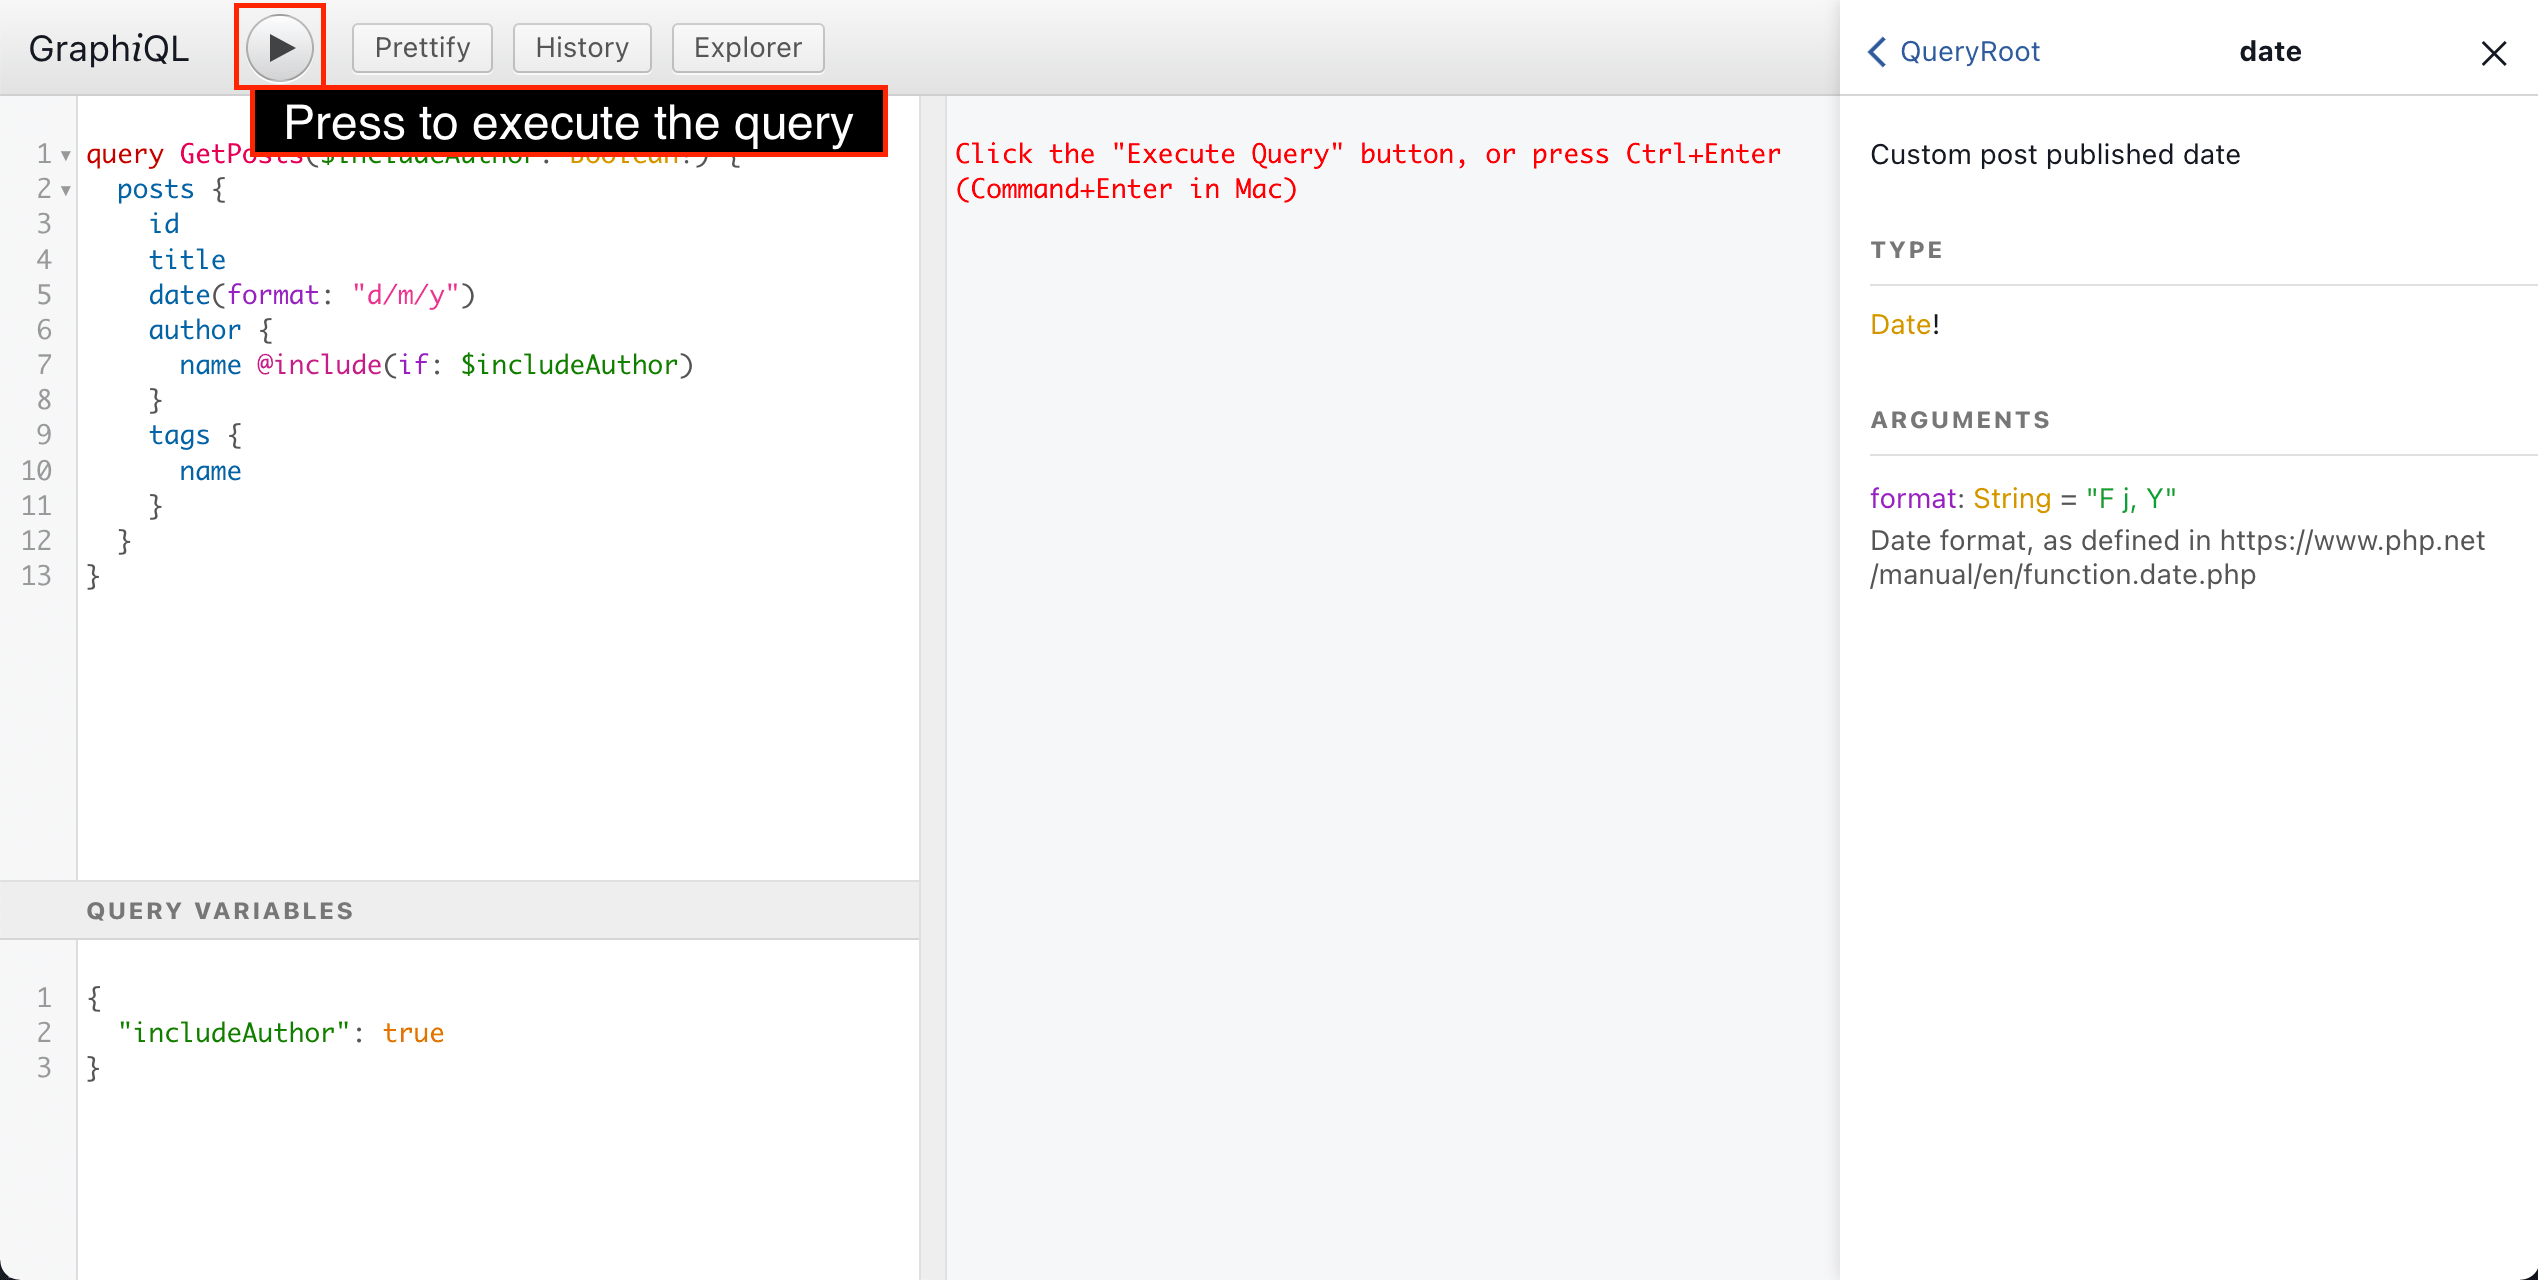 GraphiQL
Prettify
History
Explorer
QueryRoot
date
Press to execute the query
1 query GetPosts($includeAuthor: Boolean!) {
2   posts {
3     id
4     title
5     date(format: "d/m/y")
6     author {
7       name @include(if: $includeAuthor)
8     }
9     tags {
10       name
11     }
12   }
13 }
QUERY VARIABLES
1 {
2   "includeAuthor": true
3 }
Click the "Execute Query" button, or press Ctrl+Enter
(Command+Enter in Mac)
Custom post published date
TYPE
Date!
ARGUMENTS
format: String = "F j, Y"
Date format, as defined in https://www.php.net
/manual/en/function.date.php